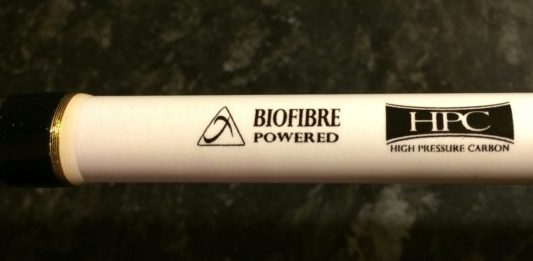 BIOFIBRE
POWERED
HPC
HIGH PRESSURE CARBON